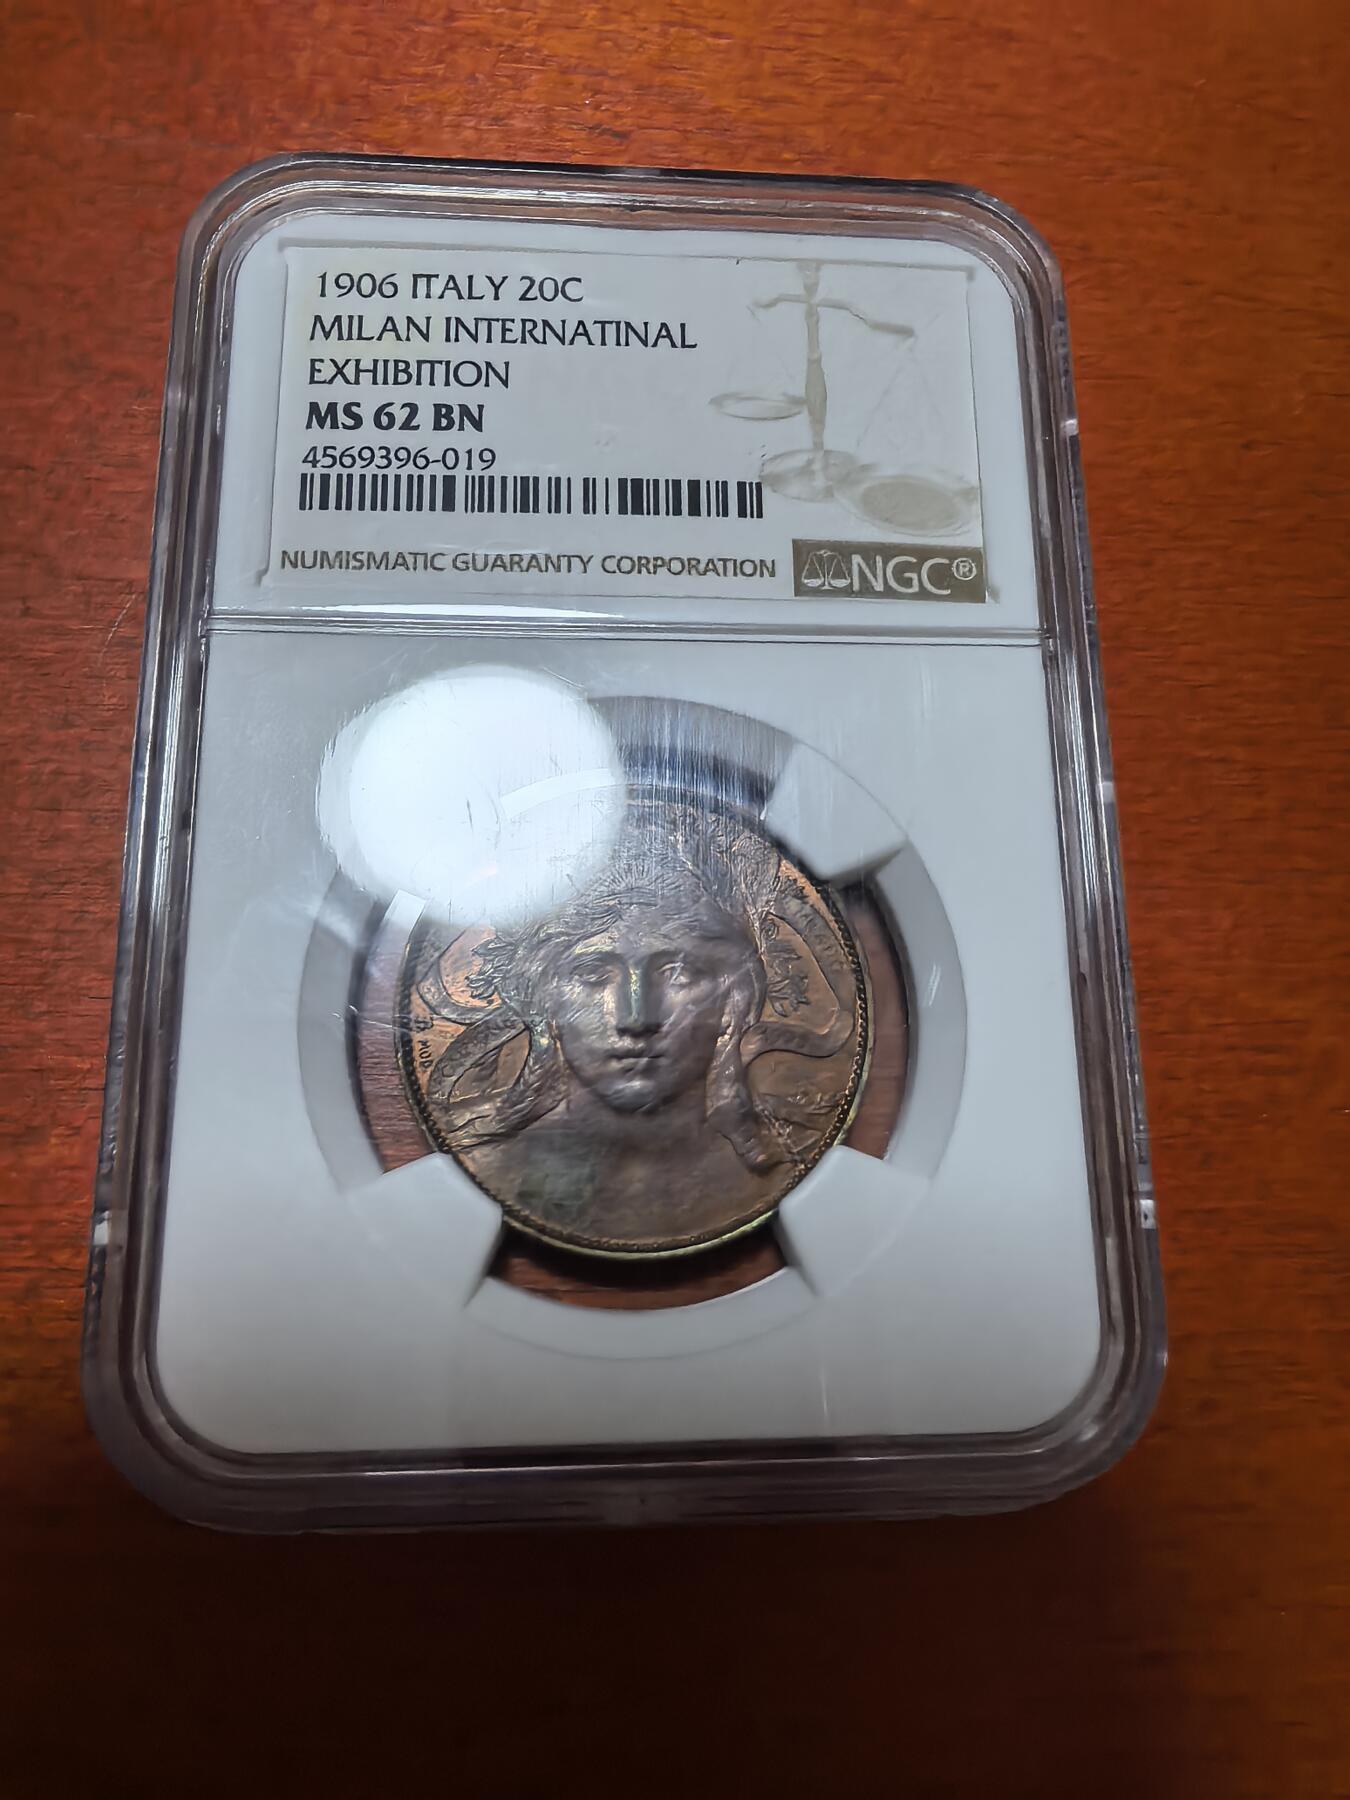 1906 ITALY 20C
MILAN INTERNATINAL
EXHIBITION
MS 62 BN
4569396-019
NUMISMATIC GUARANTY CORPORATION
NGC®